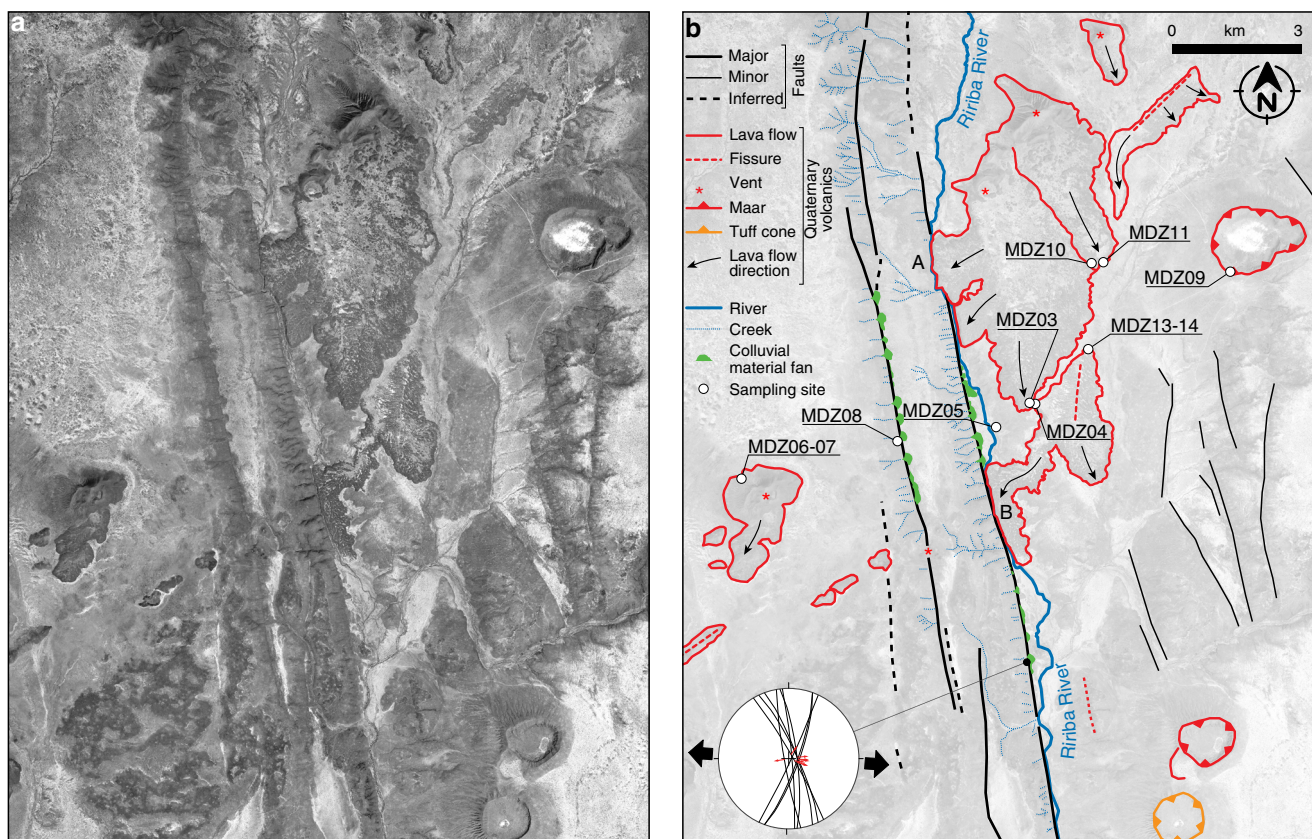 a
b
Major
Minor
Inferred
Faults
Lava flow
Fissure
Vent
Maar
Tuff cone
Lava flow
direction
Quaternary
volcanics
River
Creek
Colluvial
material fan
Sampling site
0 km 3
N
Ririba River
A
MDZ10
MDZ11
MDZ09
MDZ03
MDZ13-14
MDZ08
MDZ05
MDZ04
MDZ06-07
B
Ririba River